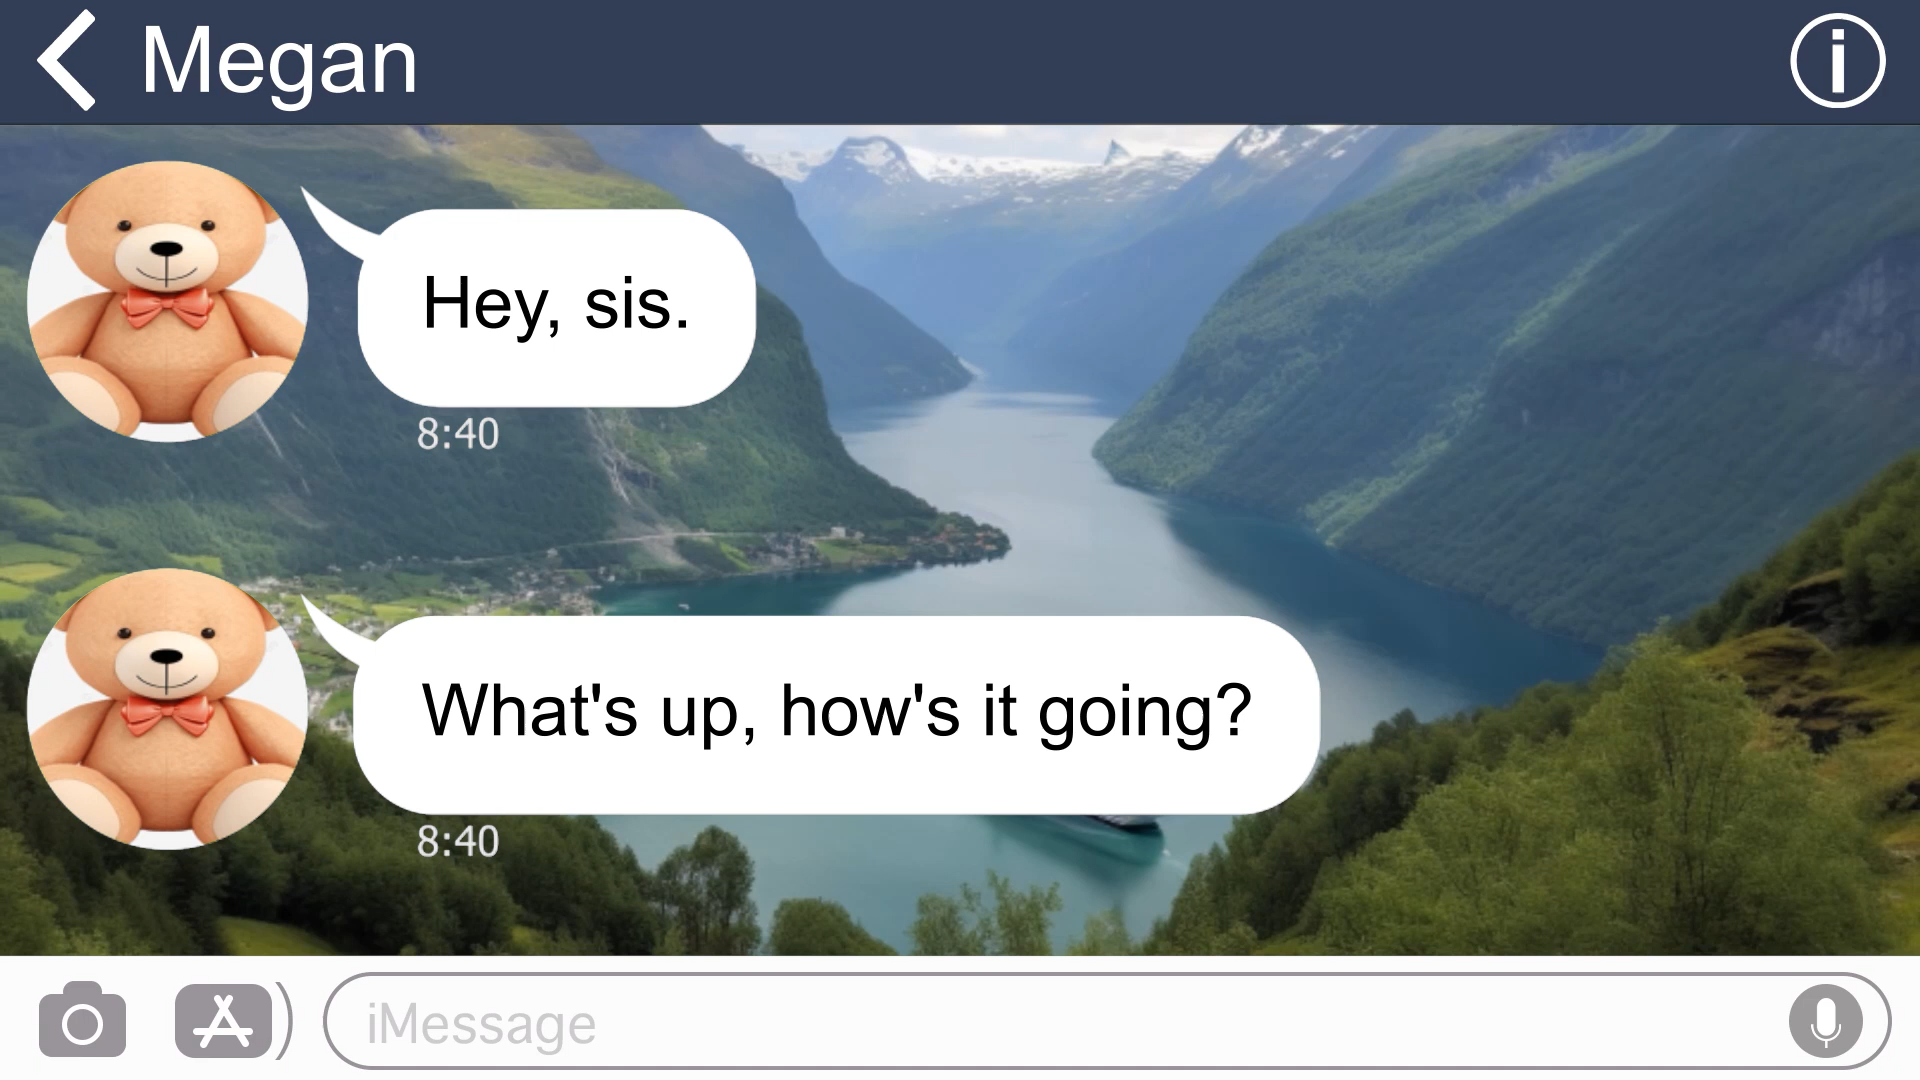 Megan
Hey, sis.
8:40
What's up, how's it going?
8:40
iMessage